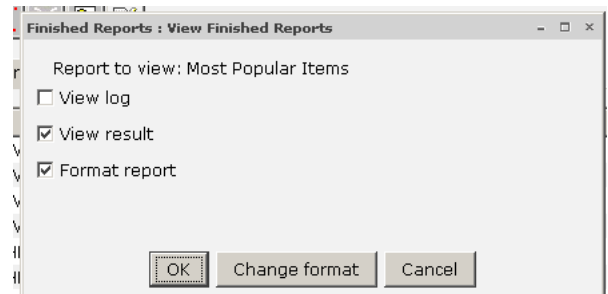 Finished Reports : View Finished Reports
Report to view: Most Popular Items
View log
View result
Format report
OK Change format Cancel